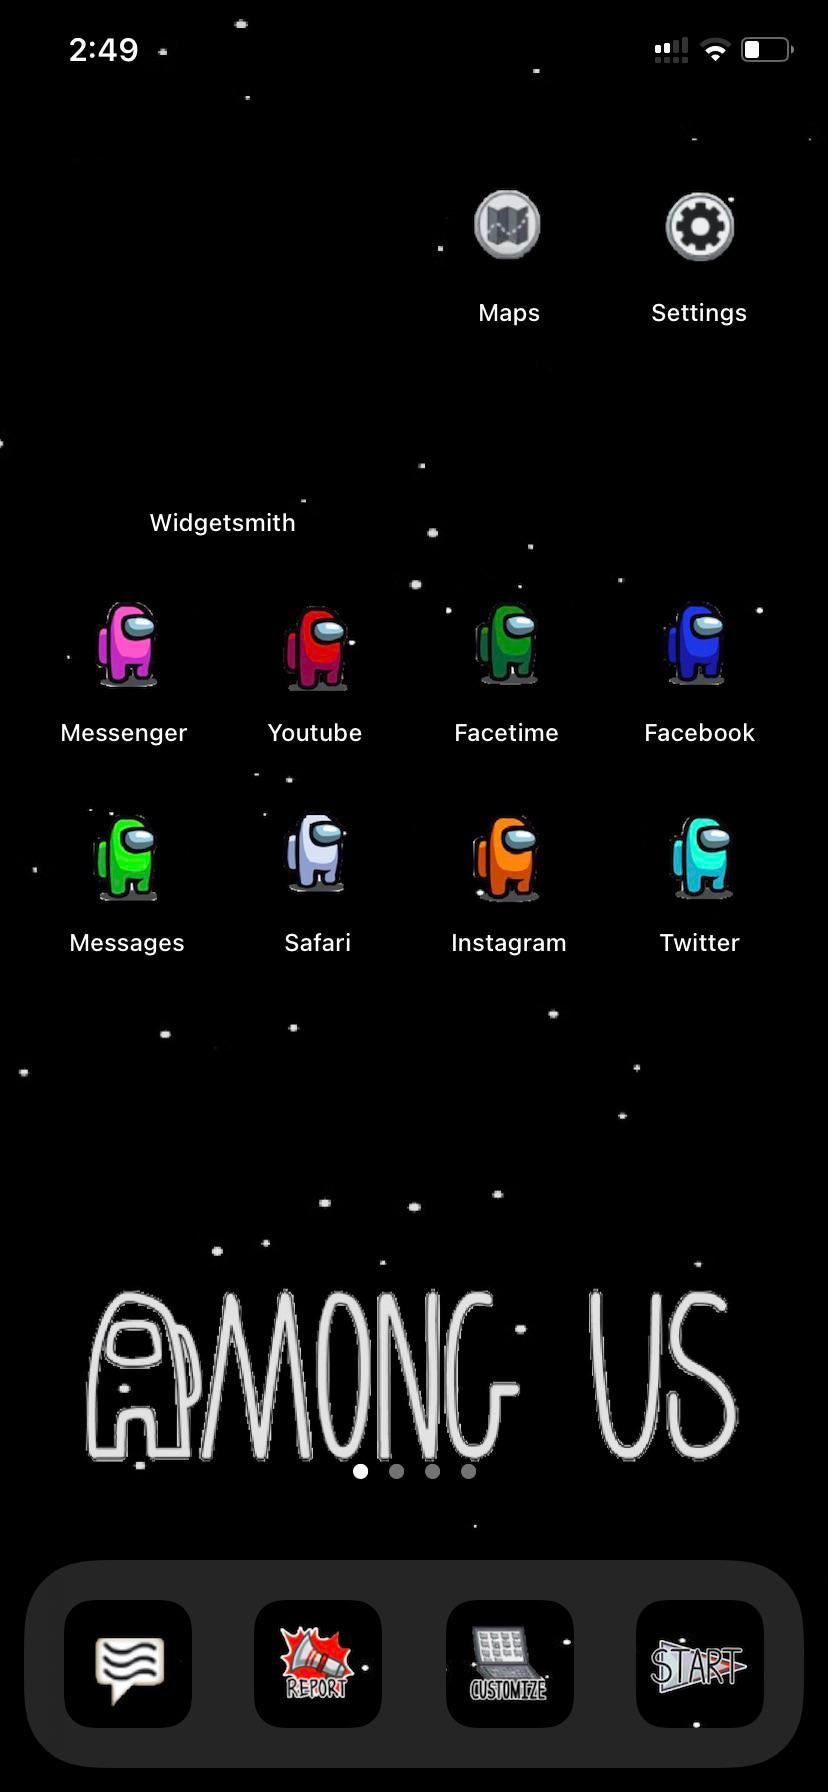 2:49
Maps
Settings
Widgetsmith
Messenger
Youtube
Facetime
Facebook
Messages
Safari
Instagram
Twitter
AMONG US
REPORT
CUSTOMIZE
START